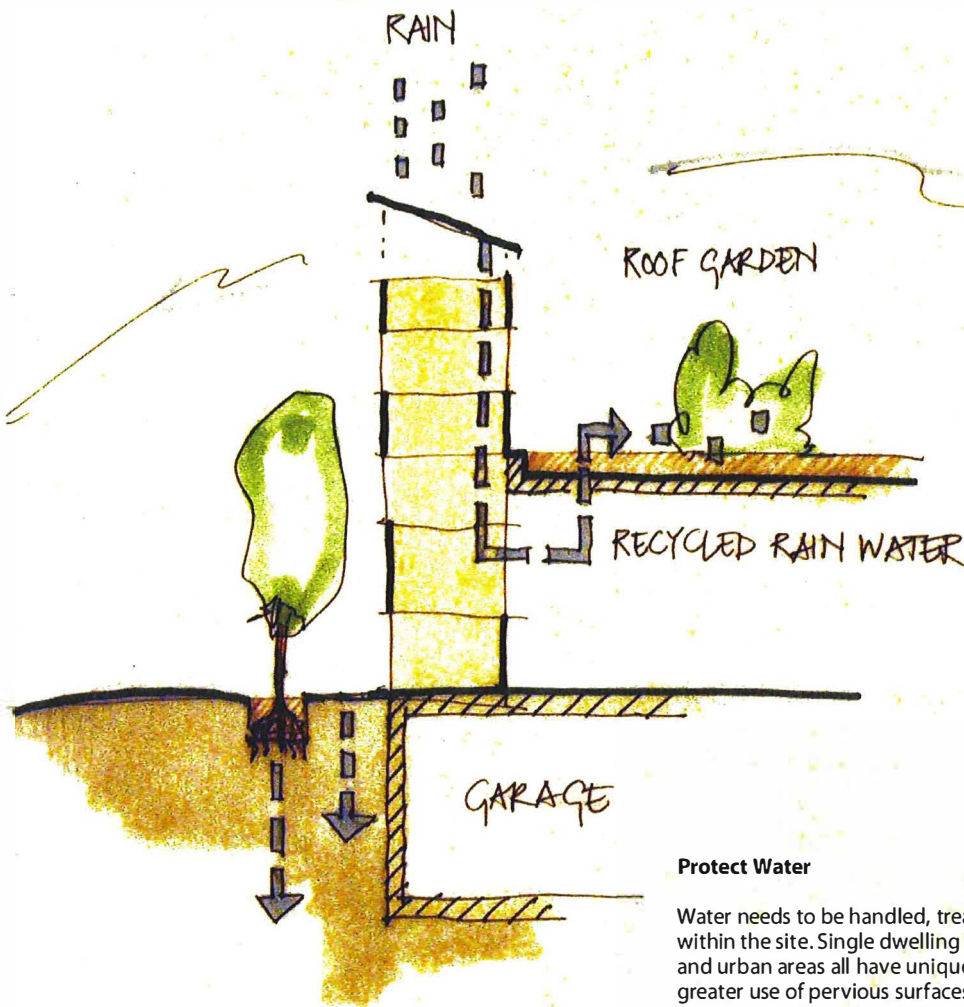 RAIN
ROOF GARDEN
RECYCLED RAIN WATER
GARAGE
Protect Water
Water needs to be handled, trea
within the site. Single dwelling
and urban areas all have unique
greater use of pervious surfaces